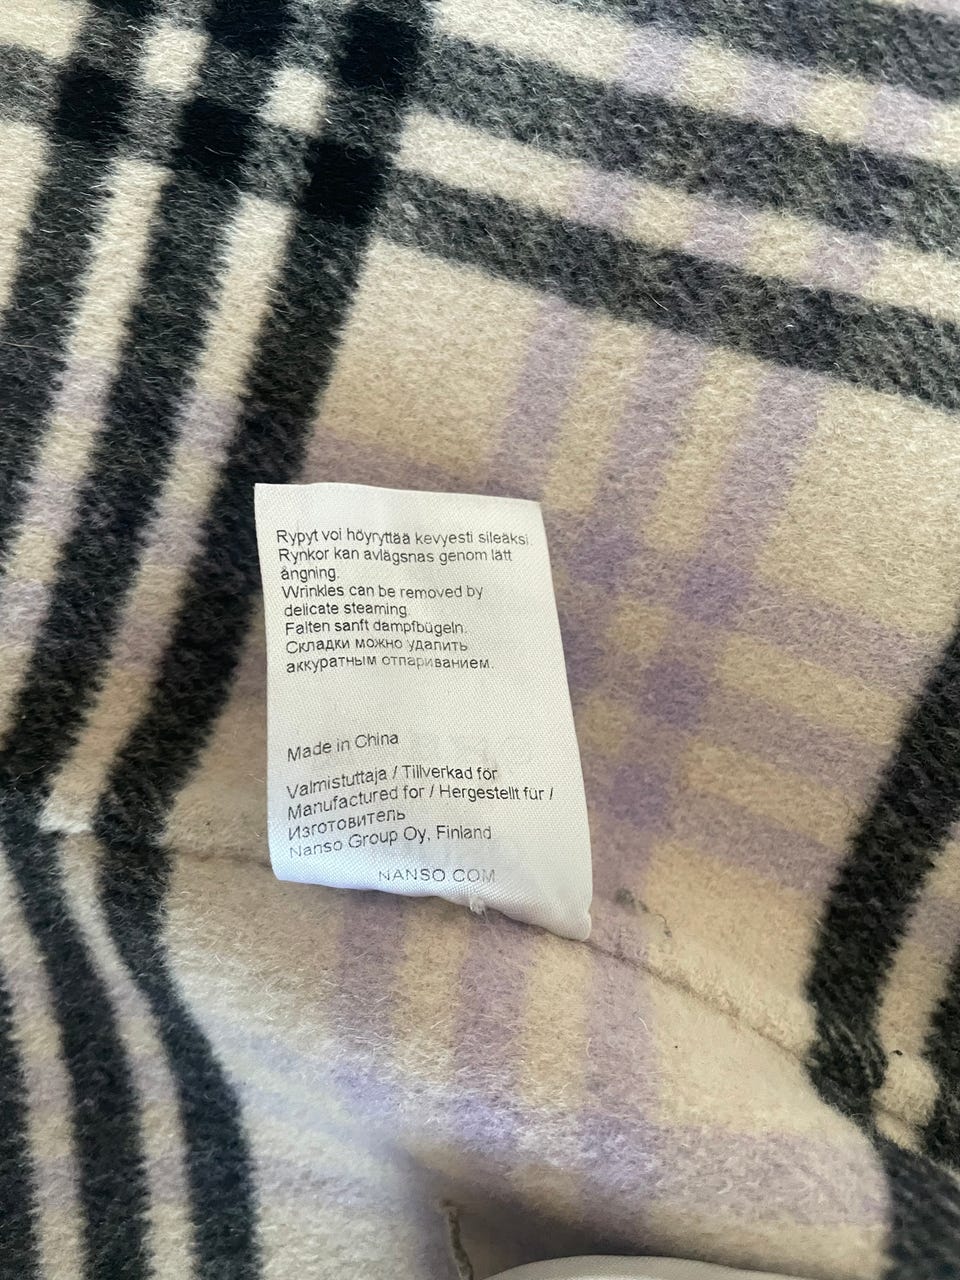 Rypyt voi höyryttää kevyesti sileäksi.
Rynkor kan avlägsnas genom lätt
ångning.
Wrinkles can be removed by
delicate steaming.
Falten sanft dampfbügeln.
Складки можно удалить
аккуратным отпариванием.
Made in China
Valmistuttaja / Tillverkad för
Manufactured for / Hergestellt für /
Изготовитель
Nanso Group Oy, Finland
NANSO.COM